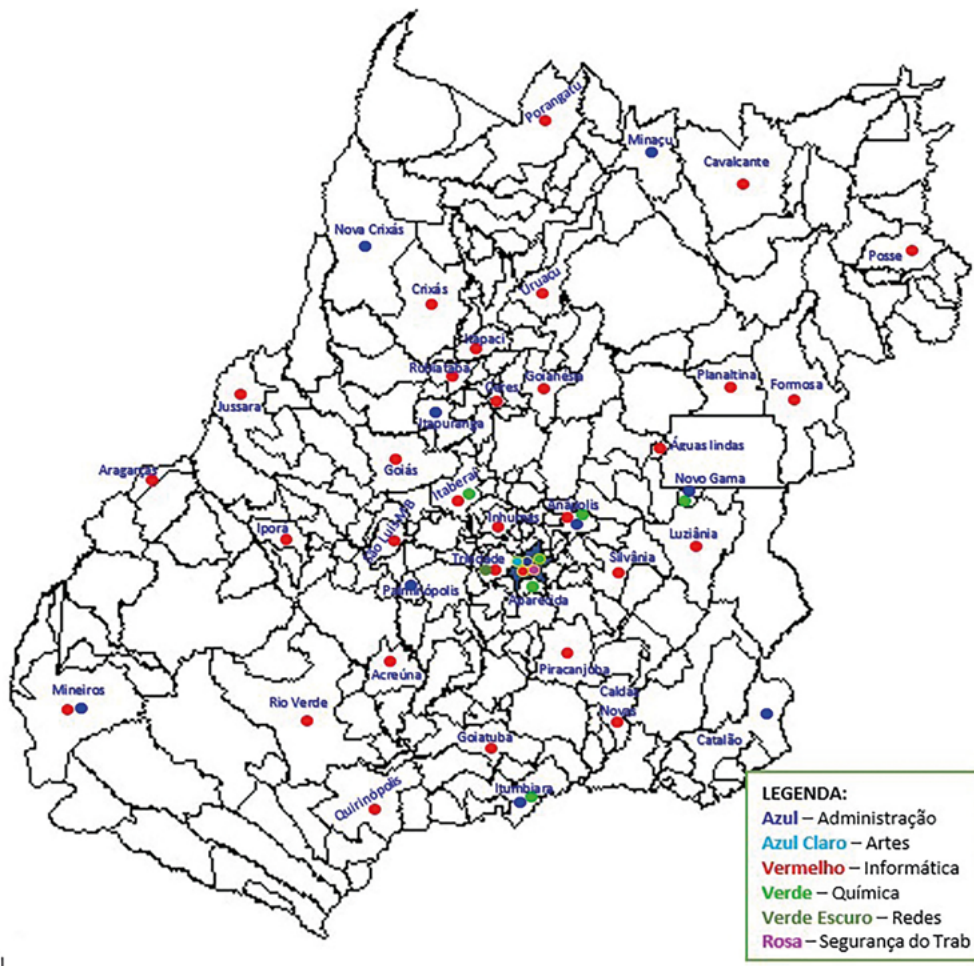 Porangatu
Minaçu
Cavalcante
Nova Crixás
Posse
Crixás
Uruaçu
Itapaci
Rubiataba
Ceres
Goianésia
Planaltina
Formosa
Jussara
Itapuranga
Águas lindas
Goiás
Aragarças
Itaberaí
Novo Gama
Anápolis
Inhumas
Ipora
São Luis MB
Luziânia
Trindade
Silvânia
Palminópolis
Aparecida
Acreúna
Piracanjuba
Mineiros
Rio Verde
Caldas
Novas
Goiatuba
Catalão
Quirinópolis
Itumbiara
LEGENDA:
Azul – Administração
Azul Claro – Artes
Vermelho – Informática
Verde – Química
Verde Escuro – Redes
Rosa – Segurança do Trab